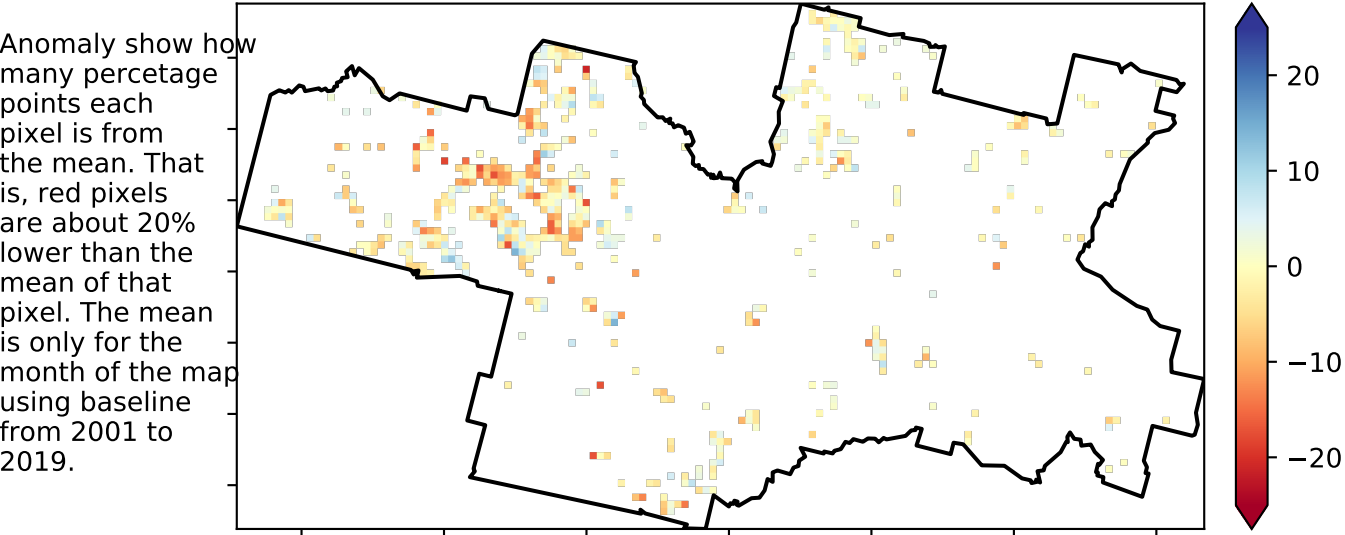 Anomaly show how
many percetage
points each
pixel is from
the mean. That
is, red pixels
are about 20%
lower than the
mean of that
pixel. The mean
is only for the
month of the map
using baseline
from 2001 to
2019.
20
10
0
−10
−20